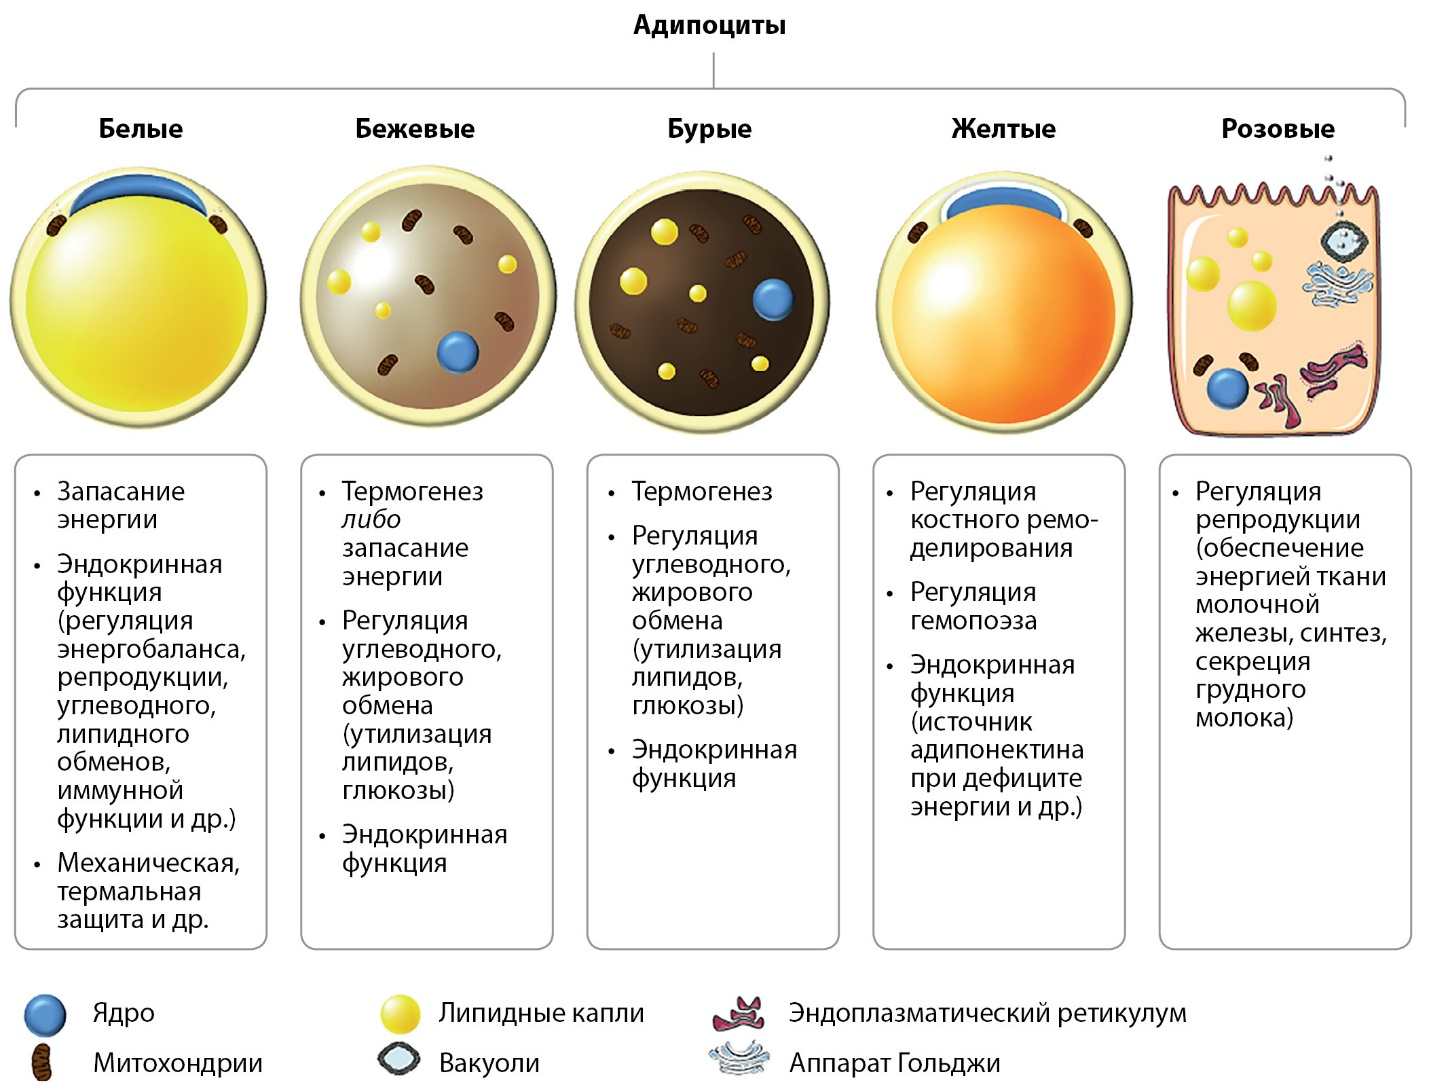 Адипоциты
Белые
Бежевые
Бурые
Желтые
Розовые
• Запасание
энергии
• Эндокринная
функция
(регуляция
энергобаланса,
репродукции,
углеводного,
липидного
обменов,
иммунной
функции и др.)
• Механическая,
термальная
защита и др.
• Термогенез
либо
запасание
энергии
• Регуляция
углеводного,
жирового
обмена
(утилизация
липидов,
глюкозы)
• Эндокринная
функция
• Термогенез
• Регуляция
углеводного,
жирового
обмена
(утилизация
липидов,
глюкозы)
• Эндокринная
функция
• Регуляция
костного ремо-
делирования
• Регуляция
гемопоэза
• Эндокринная
функция
(источник
адипонектина
при дефиците
энергии и др.)
• Регуляция
репродукции
(обеспечение
энергией ткани
молочной
железы, синтез,
секреция
грудного
молока)
Ядро
Липидные капли
Эндоплазматический ретикулум
Митохондрии
Вакуоли
Аппарат Гольджи